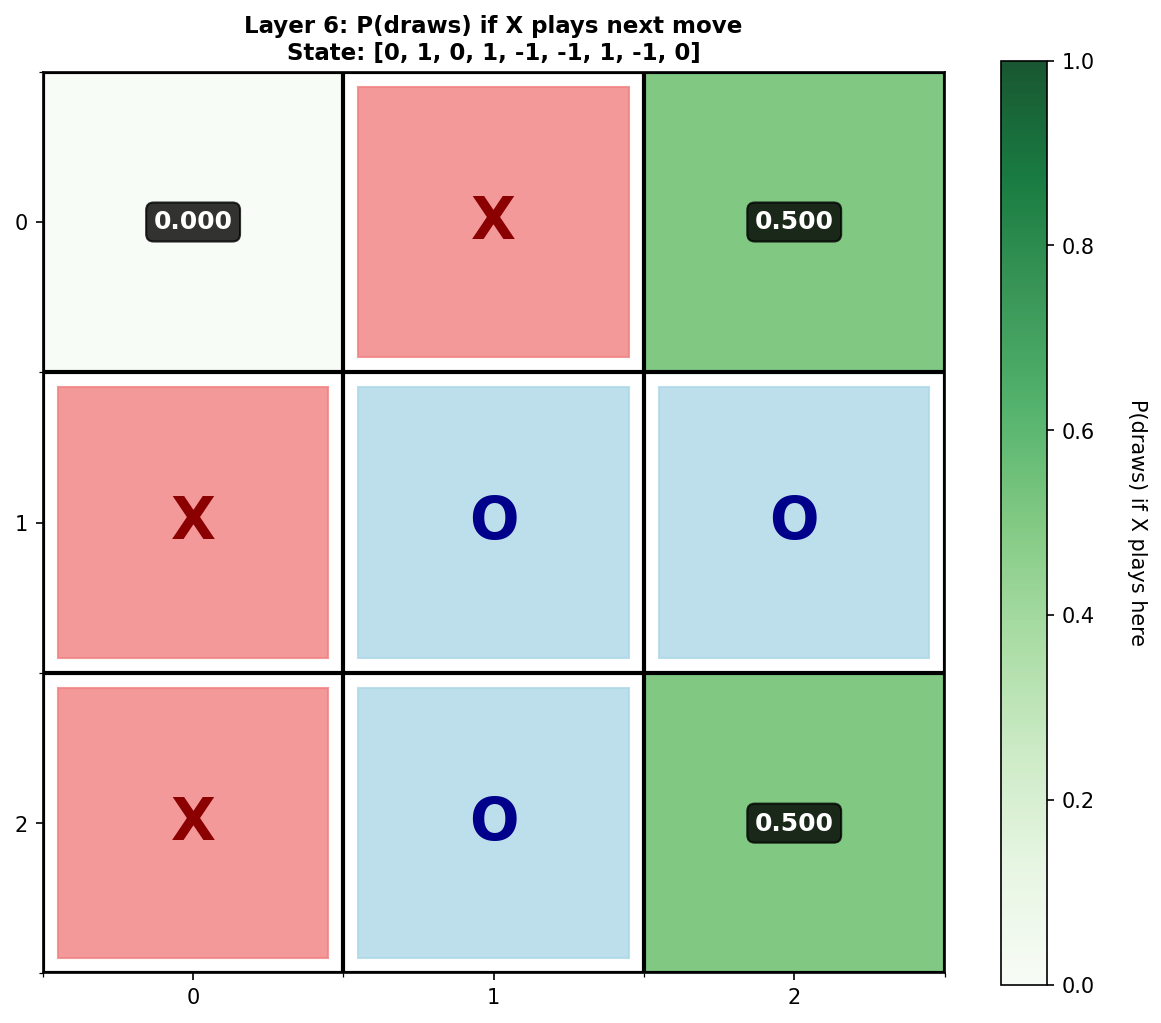 Layer 6: P(draws) if X plays next move
State: [0, 1, 0, 1, -1, -1, 1, -1, 0]
0.000
X
0.500
X
O
O
X
O
0.500
0
1
2
0
1
2
1.0
0.8
0.6
0.4
0.2
0.0
P(draws) if X plays here